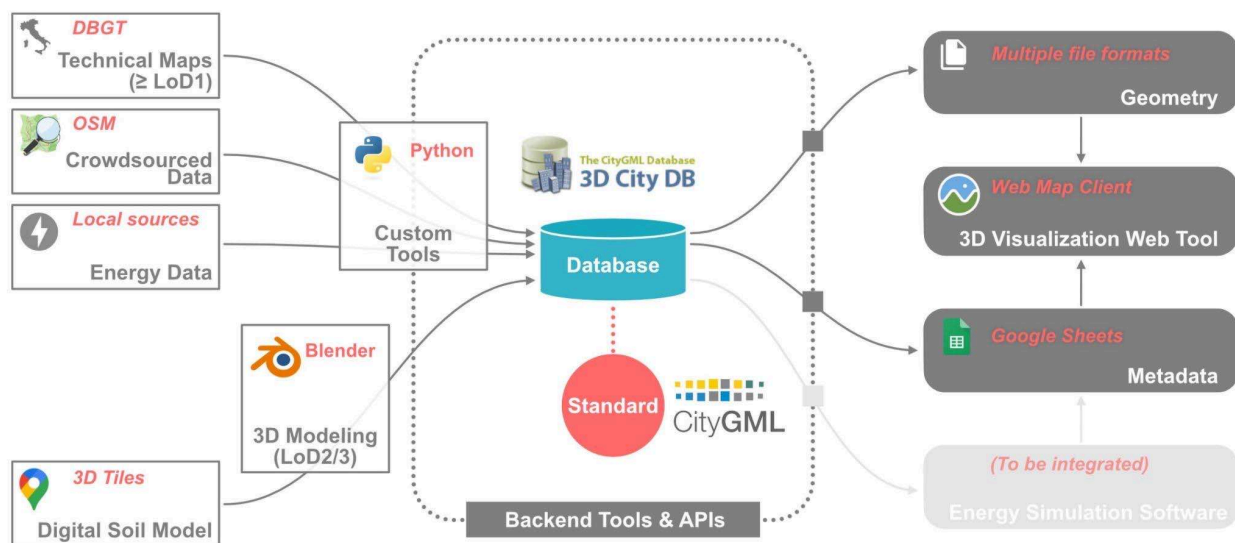 DBGT
Technical Maps
(≥ LoD1)
OSM
Crowdsourced
Data
Local sources
Energy Data
3D Tiles
Digital Soil Model
Python
Custom
Tools
Blender
3D Modeling
(LoD2/3)
The CityGML Database
3D City DB
Database
Standard
CityGML
Backend Tools & APIs
Multiple file formats
Geometry
Web Map Client
3D Visualization Web Tool
Google Sheets
Metadata
(To be integrated)
Energy Simulation Software